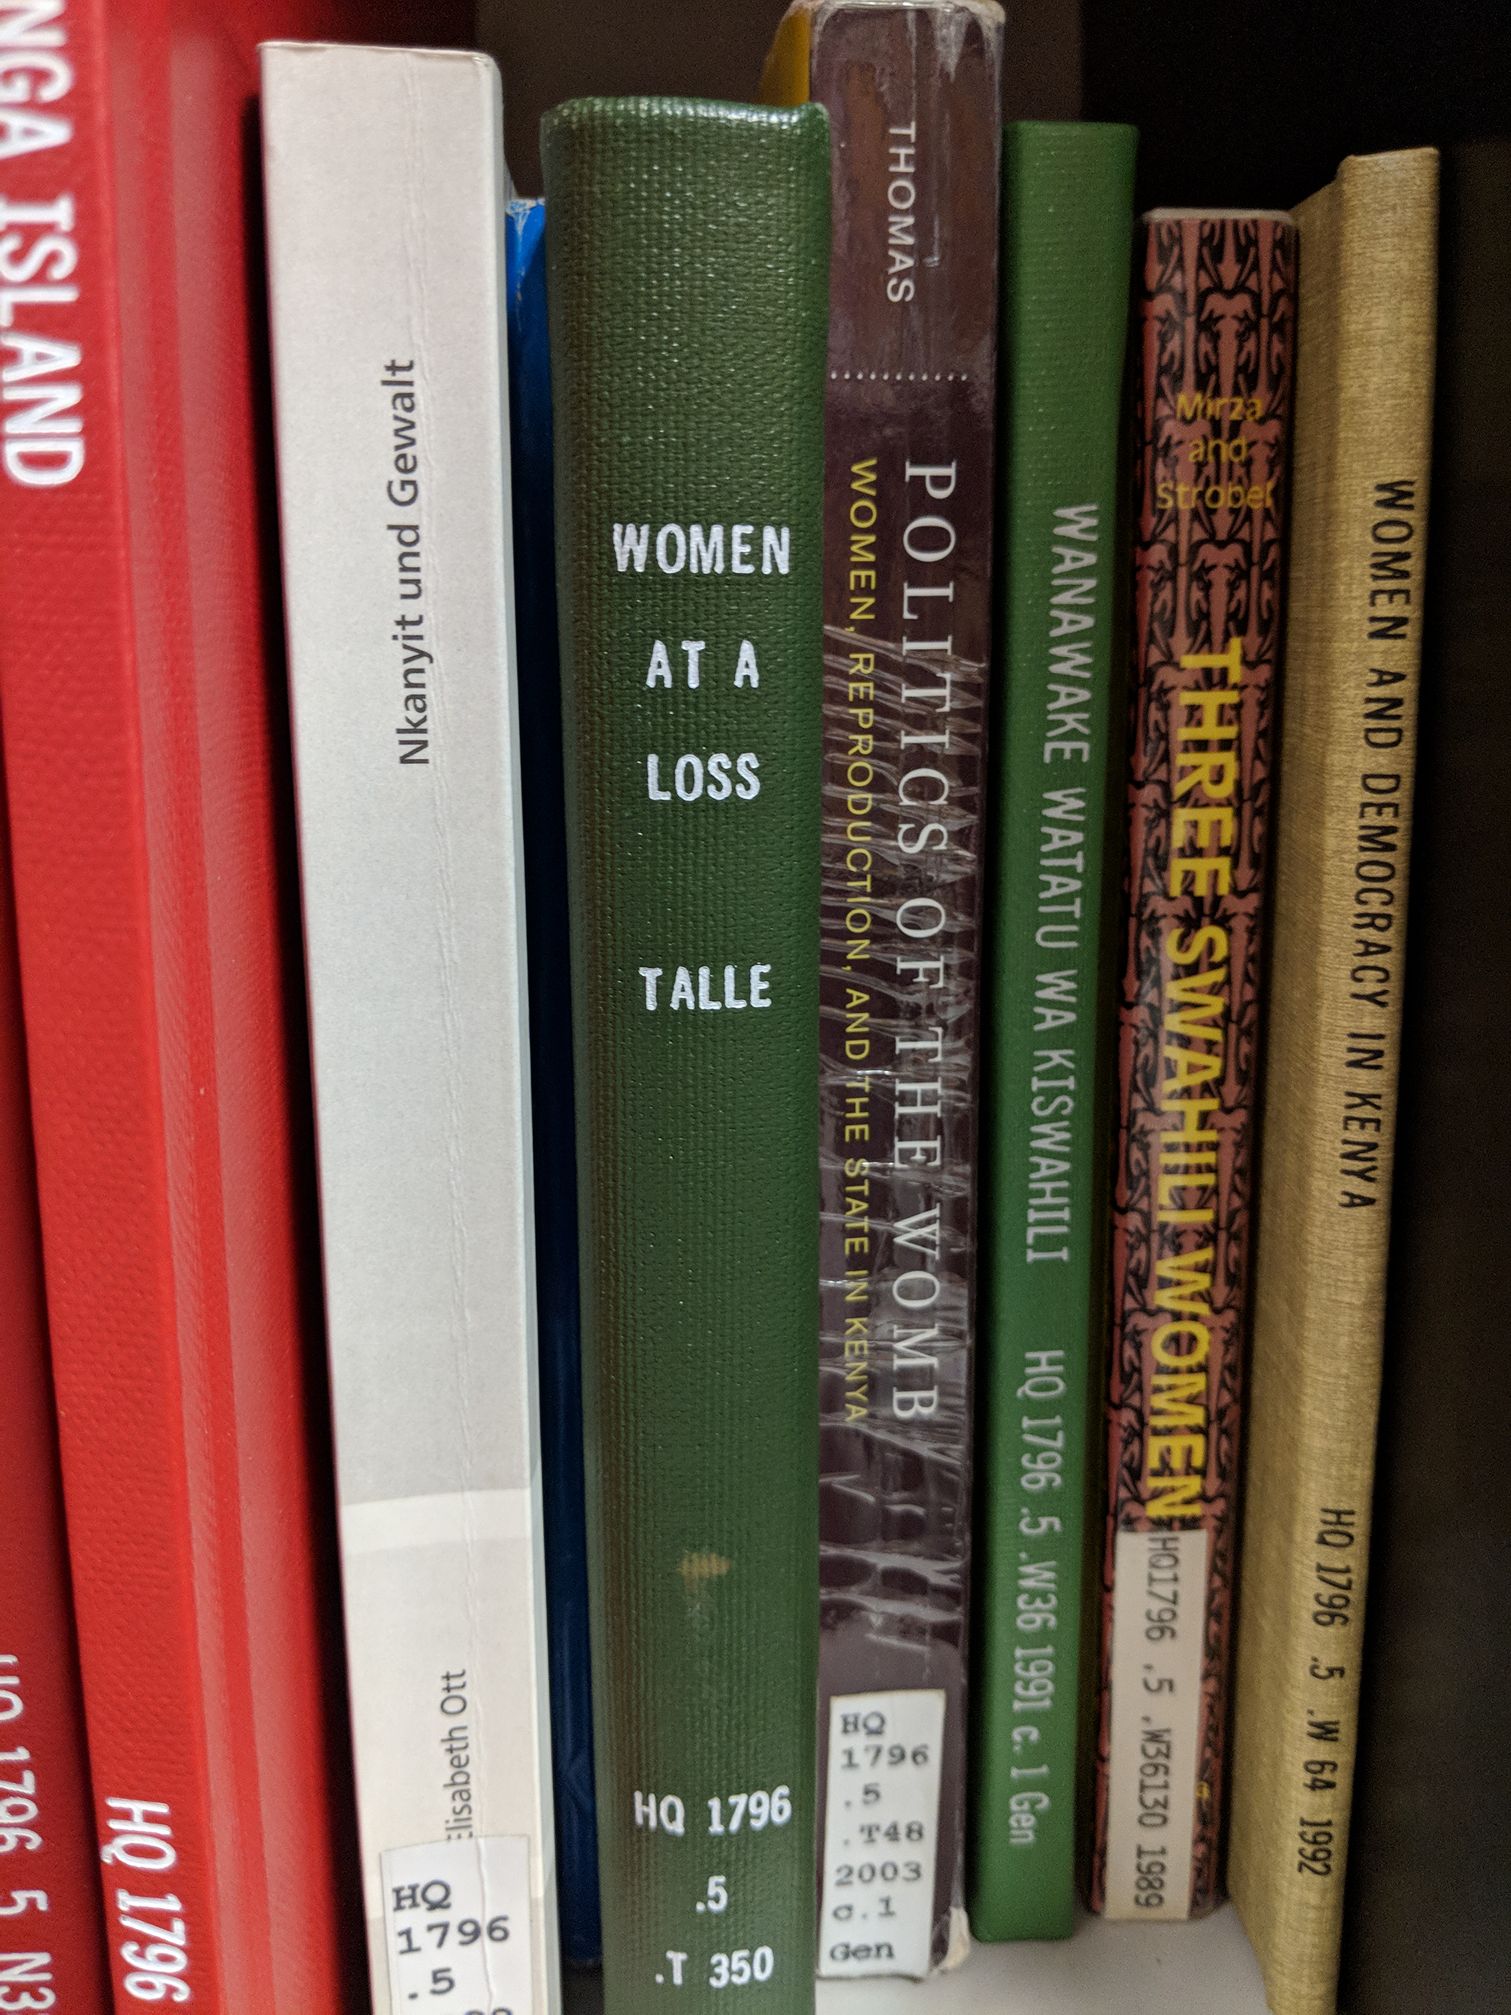 NGA ISLAND
HQ 1796 .5 N3
HQ 1796
Nkanyit und Gewalt
Elisabeth Ott
HQ
1796
.5
WOMEN
AT A
LOSS
TALLE
HQ 1796
.5
.T 350
THOMAS
POLITICS OF THE WOMB
WOMEN, REPRODUCTION, AND THE STATE IN KENYA
HQ
1796
.5
.T48
2003
c.1
Gen
WANAWAKE WATATU WA KISWAHILI HQ 1796 .5 .W36 1991 c. 1 Gen
Mirza
and
Strobel
THREE SWAHILI WOMEN
HQ1796 .5 .W36130 1989
WOMEN AND DEMOCRACY IN KENYA HQ 1796 .5 .W 64 1992